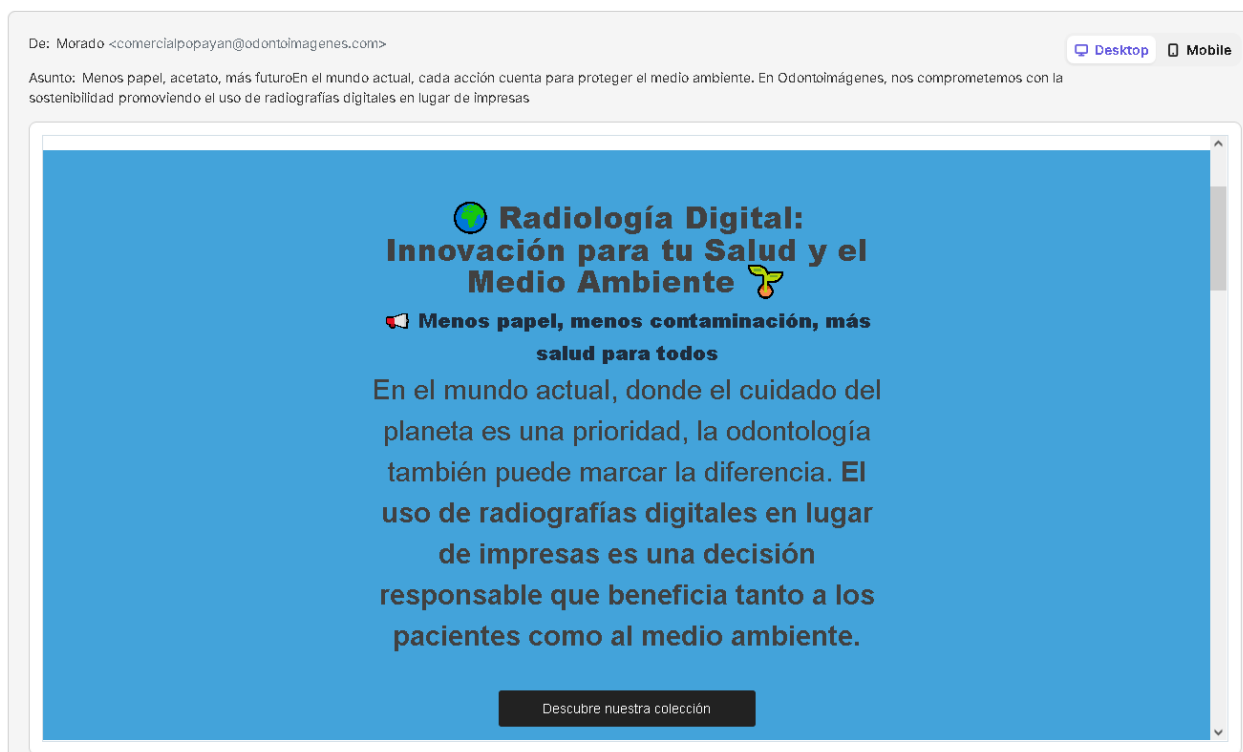 De: Morado <comercialpopayan@odontoimagenes.com>
Desktop
Mobile
Asunto: Menos papel, acetato, más futuroEn el mundo actual, cada acción cuenta para proteger el medio ambiente. En Odontoimágenes, nos comprometemos con la
sostenibilidad promoviendo el uso de radiografías digitales en lugar de impresas
🌍 Radiología Digital:
Innovación para tu Salud y el
Medio Ambiente 🌱
📢 Menos papel, menos contaminación, más
salud para todos
En el mundo actual, donde el cuidado del
planeta es una prioridad, la odontología
también puede marcar la diferencia. El
uso de radiografías digitales en lugar
de impresas es una decisión
responsable que beneficia tanto a los
pacientes como al medio ambiente.
Descubre nuestra colección